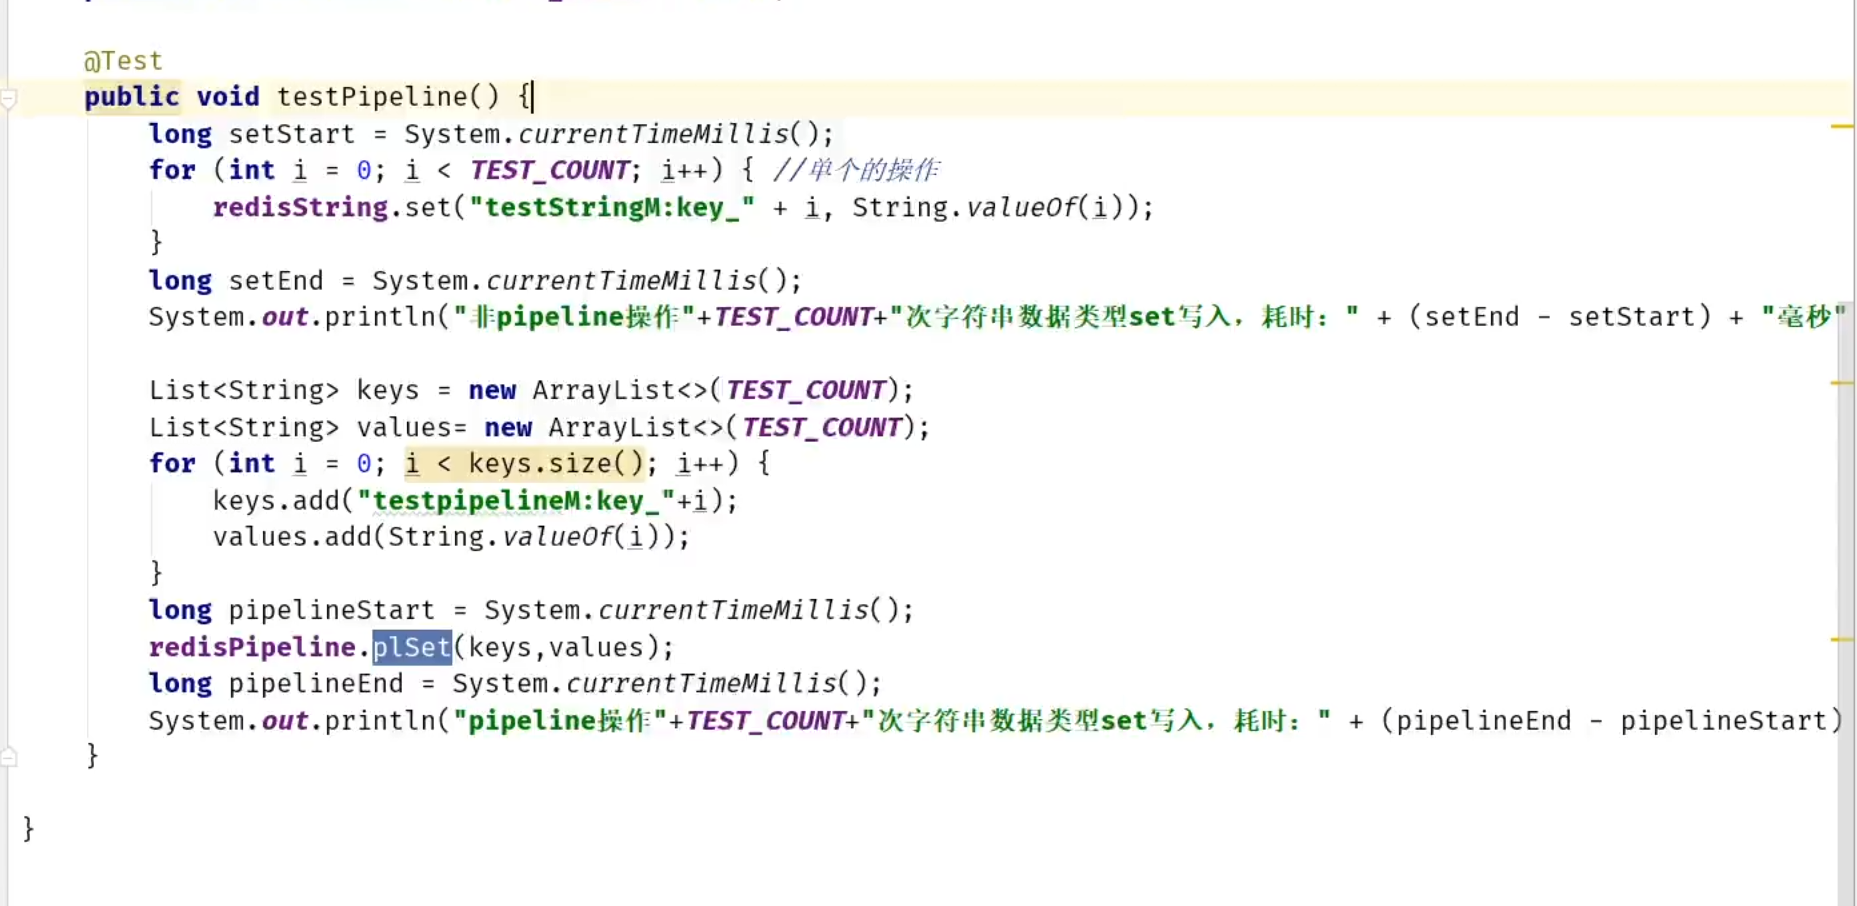 @Test
public void testPipeline() {
long setStart = System.currentTimeMillis();
for (int i = 0; i < TEST_COUNT; i++) { //单个的操作
redisString.set("testStringM:key_" + i, String.valueOf(i));
}
long setEnd = System.currentTimeMillis();
System.out.println("非pipeline操作"+TEST_COUNT+"次字符串数据类型set写入，耗时：" + (setEnd - setStart) + "毫秒"
List<String> keys = new ArrayList<>(TEST_COUNT);
List<String> values= new ArrayList<>(TEST_COUNT);
for (int i = 0; i < keys.size(); i++) {
keys.add("testpipelineM:key_"+i);
values.add(String.valueOf(i));
}
long pipelineStart = System.currentTimeMillis();
redisPipeline.plSet(keys,values);
long pipelineEnd = System.currentTimeMillis();
System.out.println("pipeline操作"+TEST_COUNT+"次字符串数据类型set写入，耗时：" + (pipelineEnd - pipelineStart)
}
}